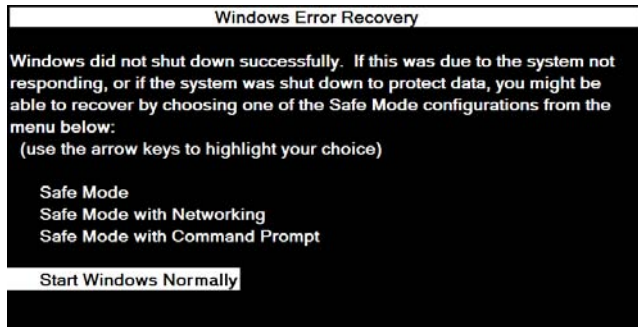 Windows Error Recovery
Windows did not shut down successfully. If this was due to the system not
responding, or if the system was shut down to protect data, you might be
able to recover by choosing one of the Safe Mode configurations from the
menu below:
(use the arrow keys to highlight your choice)
Safe Mode
Safe Mode with Networking
Safe Mode with Command Prompt
Start Windows Normally